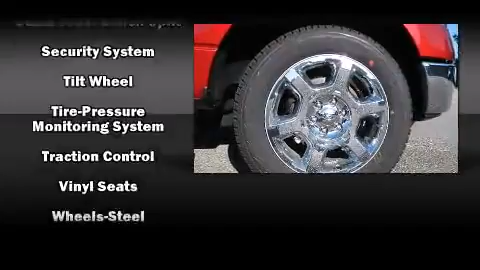 Security System
Tilt Wheel
Tire-Pressure
Monitoring System
Traction Control
Vinyl Seats
Wheels-Steel